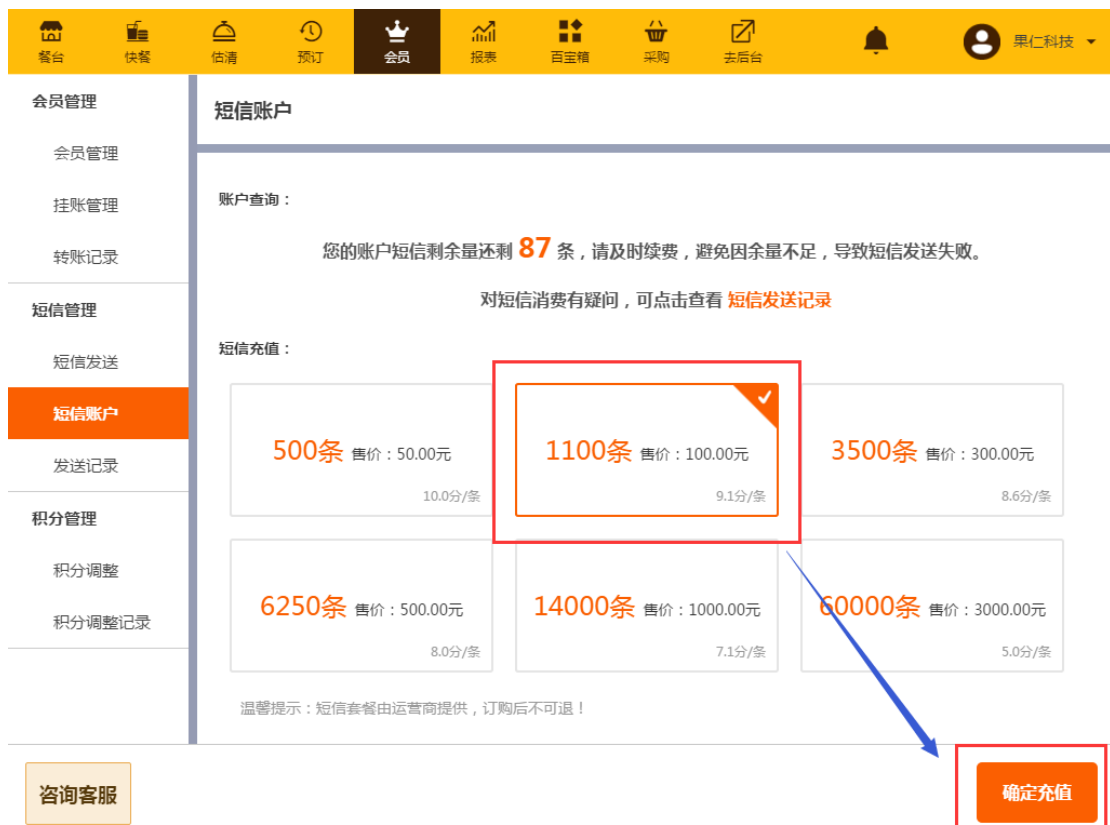 餐台 快餐 估清 预订 会员 报表 百宝箱 采购 去后台 果仁科技
会员管理
会员管理
挂账管理
转账记录
短信管理
短信发送
短信账户
发送记录
积分管理
积分调整
积分调整记录
短信账户
账户查询：
您的账户短信剩余量还剩 87 条，请及时续费，避免因余量不足，导致短信发送失败。
对短信消费有疑问，可点击查看 短信发送记录
短信充值：
500条 售价：50.00元
10.0分/条
1100条 售价：100.00元
9.1分/条
3500条 售价：300.00元
8.6分/条
6250条 售价：500.00元
8.0分/条
14000条 售价：1000.00元
7.1分/条
60000条 售价：3000.00元
5.0分/条
温馨提示：短信套餐由运营商提供，订购后不可退！
咨询客服
确定充值